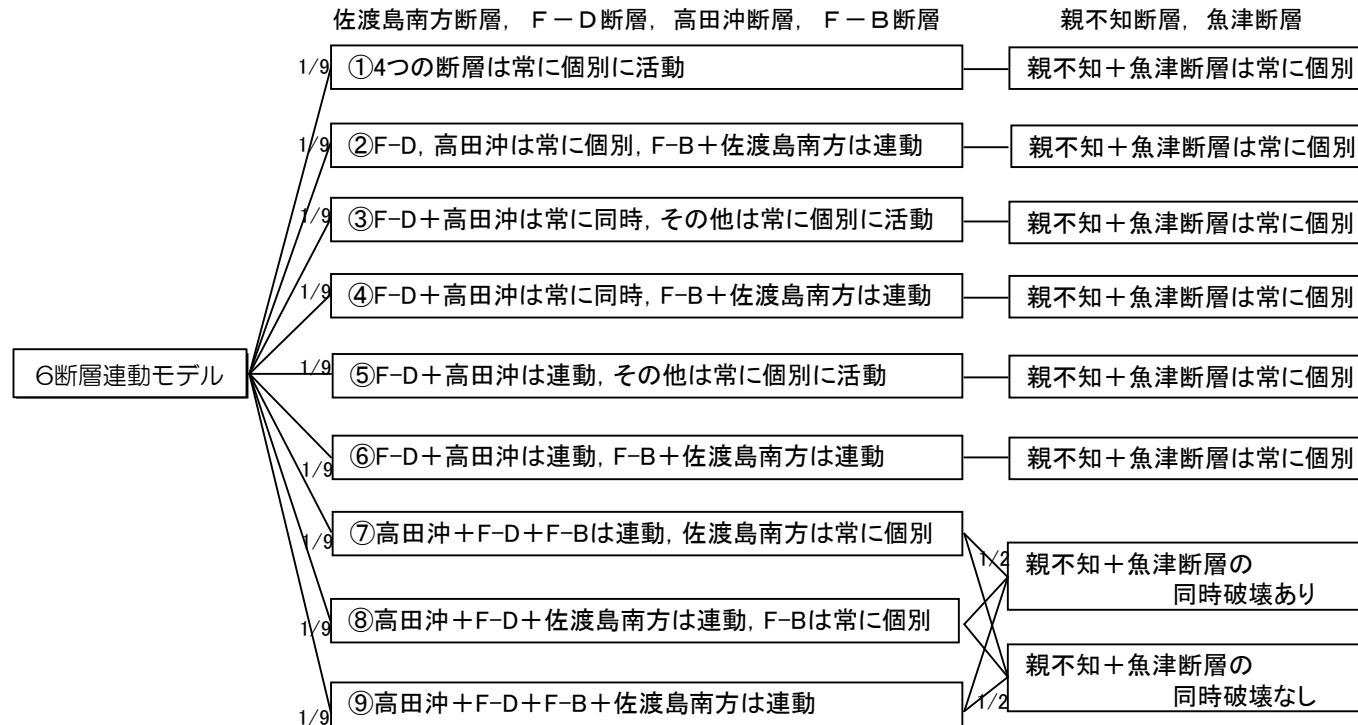 佐渡島南方断層，Ｆ－Ｄ断層，高田沖断層，Ｆ－Ｂ断層
親不知断層，魚津断層
1/9
①4つの断層は常に個別に活動
親不知＋魚津断層は常に個別
1/9
②F-D，高田沖は常に個別，F-B＋佐渡島南方は連動
親不知＋魚津断層は常に個別
1/9
③F-D＋高田沖は常に同時，その他は常に個別に活動
親不知＋魚津断層は常に個別
1/9
④F-D＋高田沖は常に同時，F-B＋佐渡島南方は連動
親不知＋魚津断層は常に個別
6断層連動モデル
1/9
⑤F-D＋高田沖は連動，その他は常に個別に活動
親不知＋魚津断層は常に個別
1/9
⑥F-D＋高田沖は連動，F-B＋佐渡島南方は連動
親不知＋魚津断層は常に個別
1/9
⑦高田沖＋F-D＋F-Bは連動，佐渡島南方は常に個別
1/2
親不知＋魚津断層の
同時破壊あり
1/9
⑧高田沖＋F-D＋佐渡島南方は連動，F-Bは常に個別
1/2
親不知＋魚津断層の
同時破壊なし
1/9
⑨高田沖＋F-D＋F-B＋佐渡島南方は連動